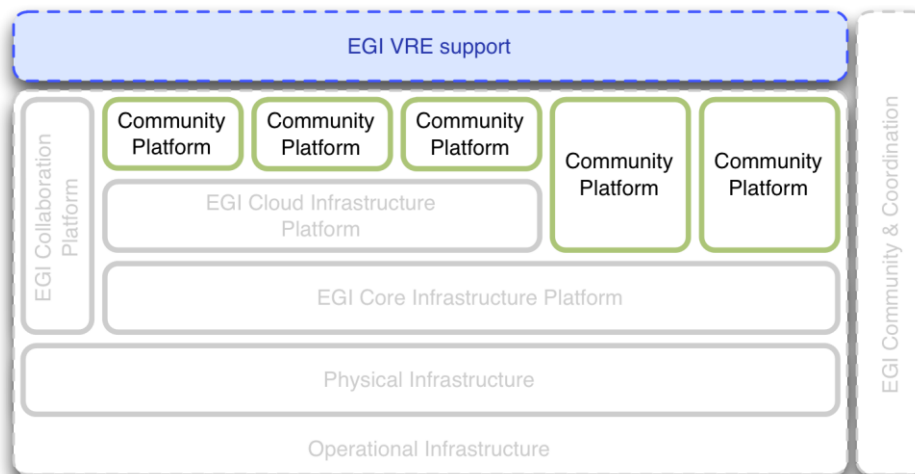 EGI VRE support
EGI Collaboration
Platform
Community
Platform
Community
Platform
Community
Platform
Community
Platform
Community
Platform
EGI Cloud Infrastructure
Platform
EGI Core Infrastructure Platform
Physical Infrastructure
Operational Infrastructure
EGI Community & Coordination